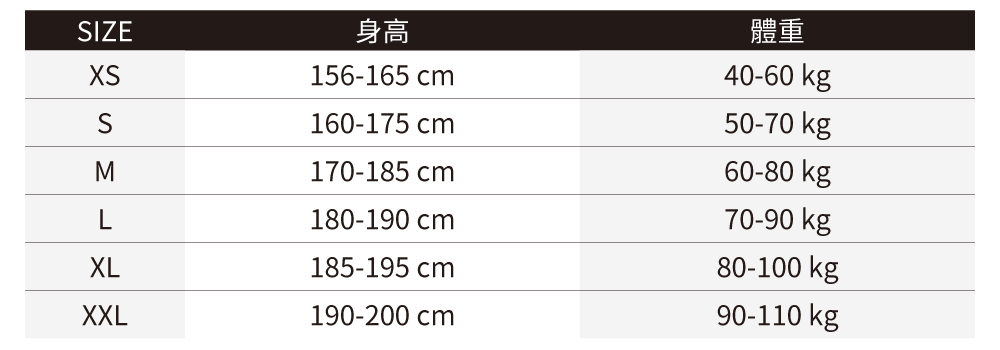 SIZE 身高 體重
XS 156-165 cm 40-60 kg
S 160-175 cm 50-70 kg
M 170-185 cm 60-80 kg
L 180-190 cm 70-90 kg
XL 185-195 cm 80-100 kg
XXL 190-200 cm 90-110 kg